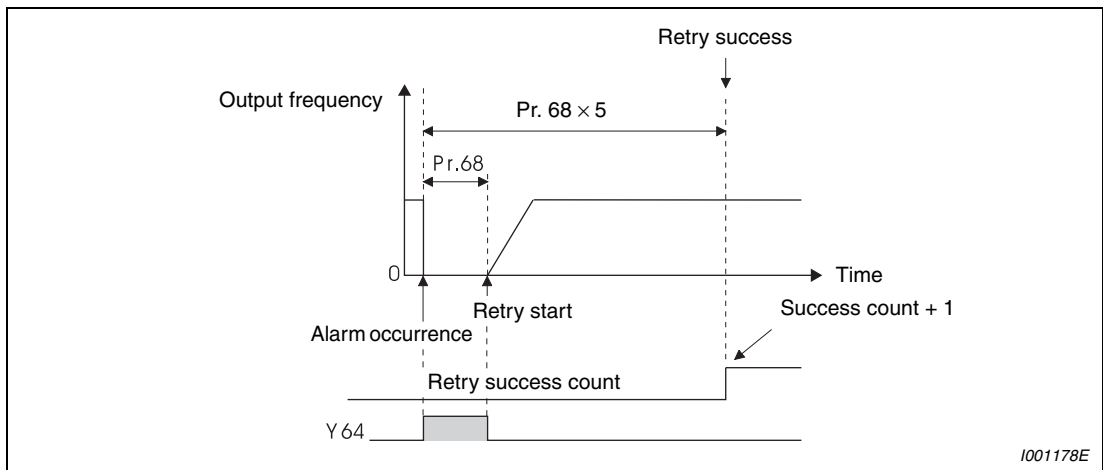 Retry success
Output frequency
Pr. 68 × 5
Pr.68
0
Time
Retry start
Success count + 1
Alarm occurrence
Retry success count
Y64
I001178E